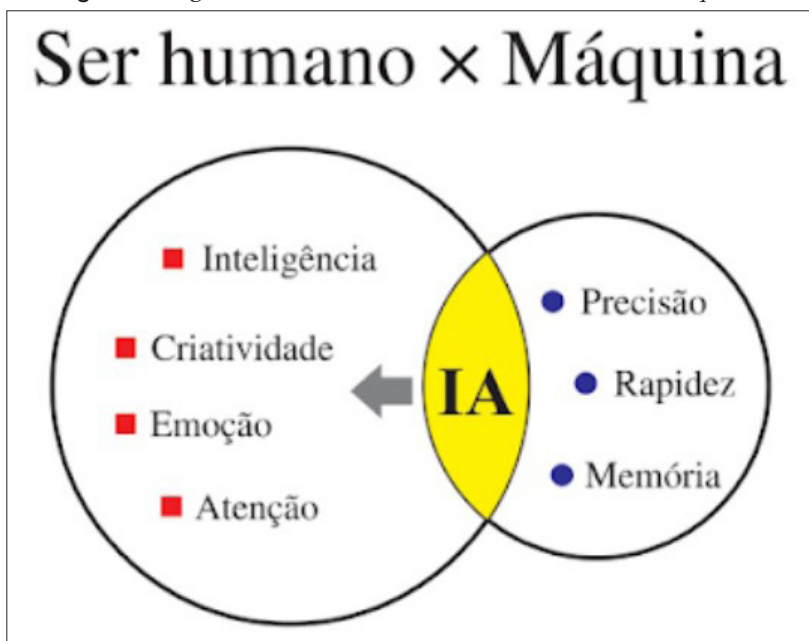 Ser humano × Máquina
Inteligência
Criatividade
Emoção
Atenção
IA
Precisão
Rapidez
Memória